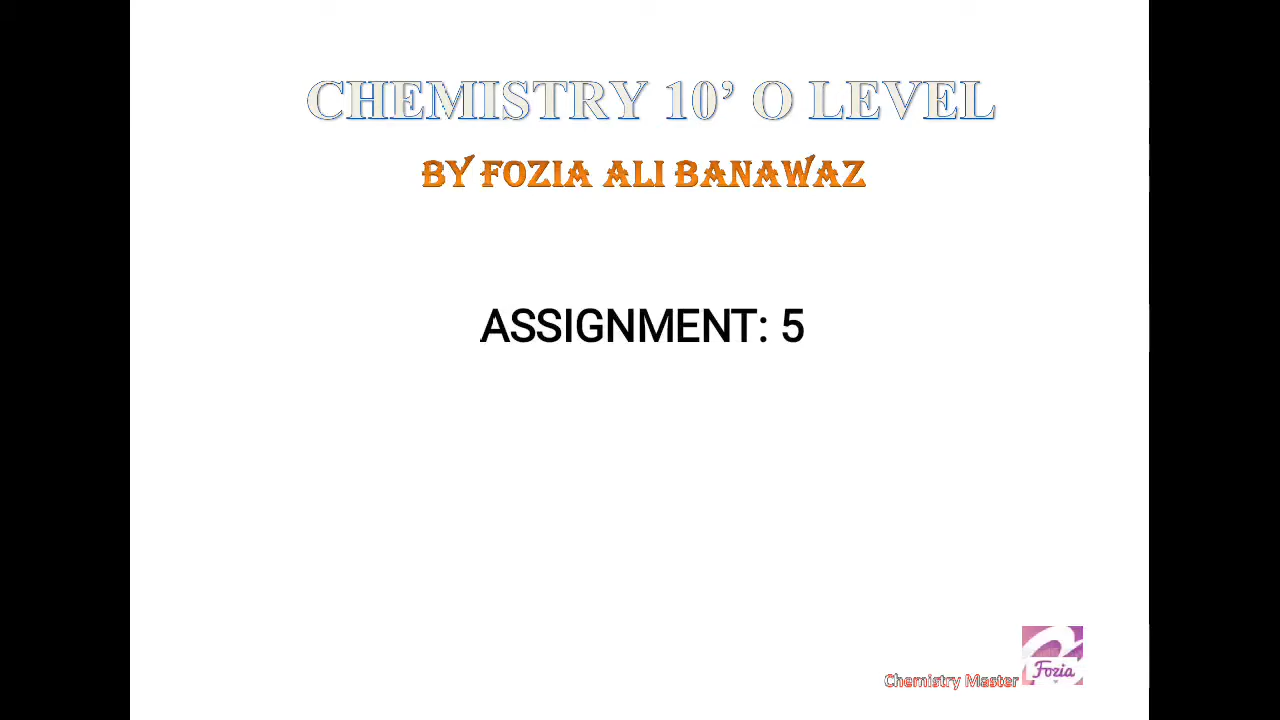 CHEMISTRY 10’ O LEVEL
BY FOZIA ALI BANAWAZ
ASSIGNMENT: 5
Fozia
Chemistry Master